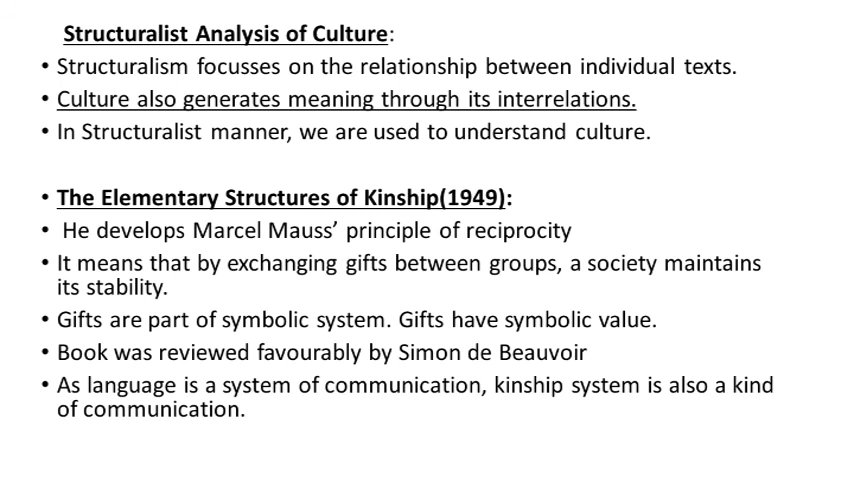 Structuralist Analysis of Culture:
• Structuralism focusses on the relationship between individual texts.
• Culture also generates meaning through its interrelations.
• In Structuralist manner, we are used to understand culture.
• The Elementary Structures of Kinship(1949):
• He develops Marcel Mauss’ principle of reciprocity
• It means that by exchanging gifts between groups, a society maintains
its stability.
• Gifts are part of symbolic system. Gifts have symbolic value.
• Book was reviewed favourably by Simon de Beauvoir
• As language is a system of communication, kinship system is also a kind
of communication.